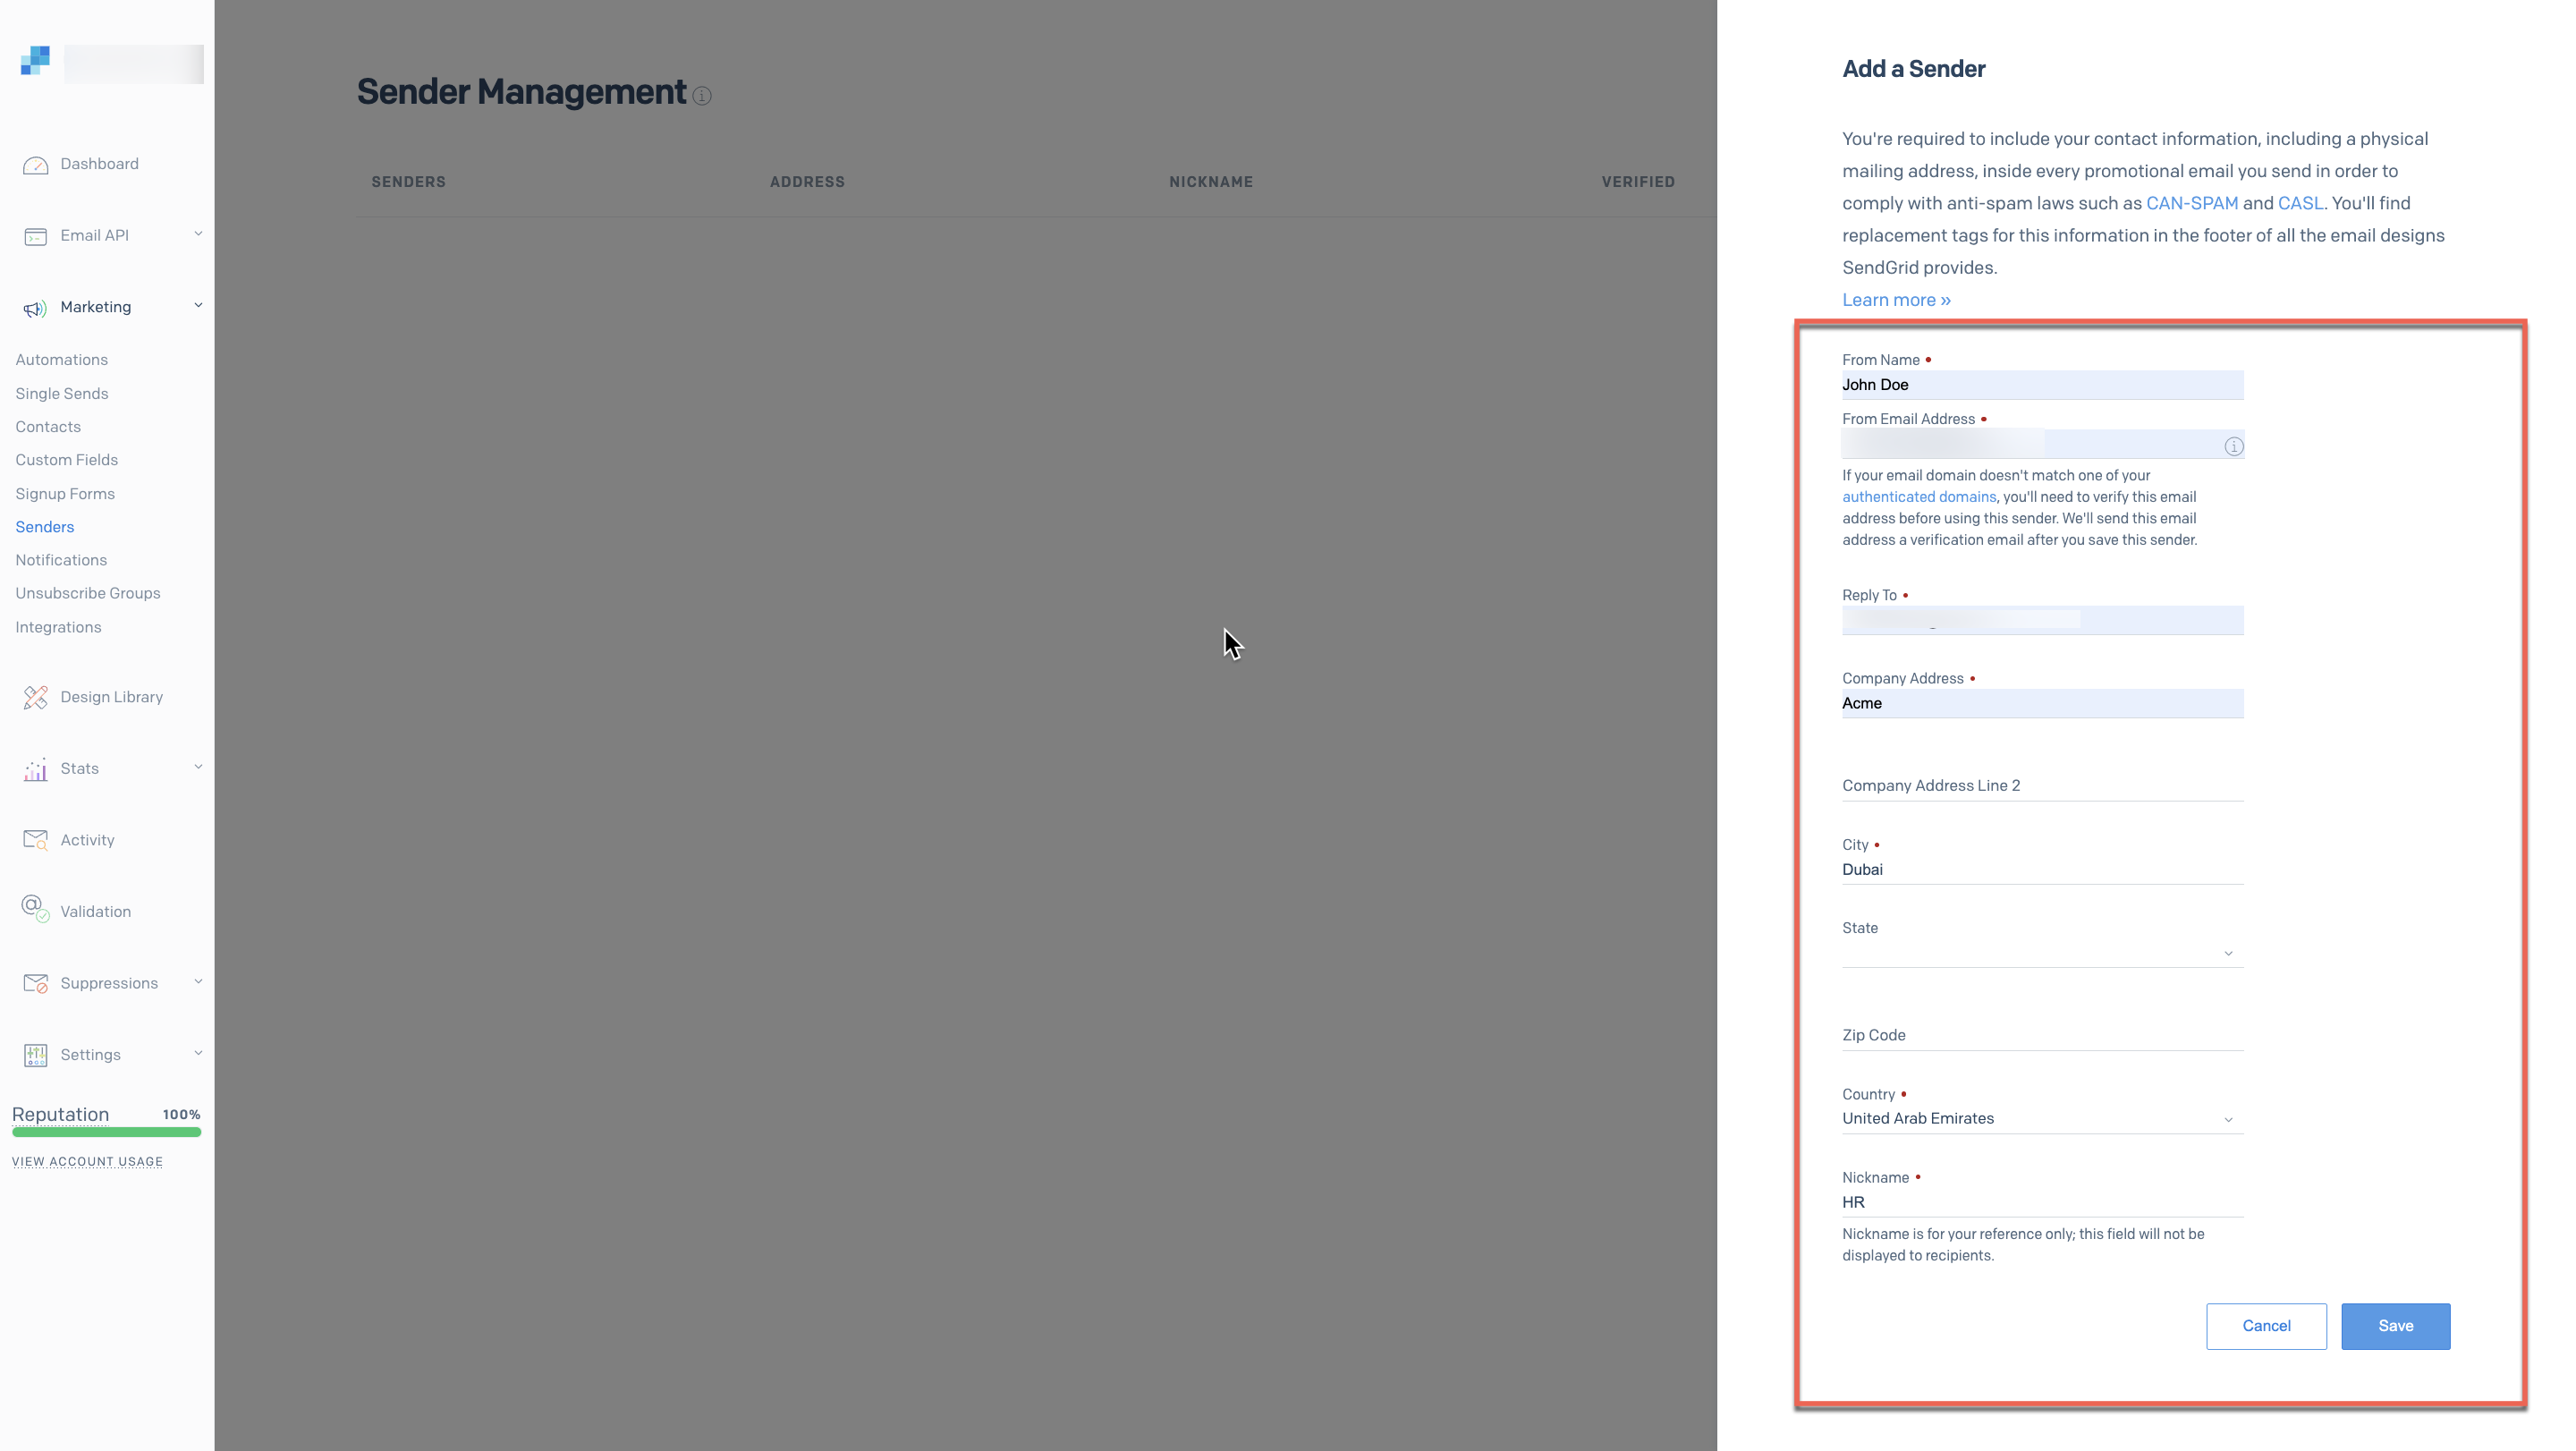 Dashboard
Email API
Marketing
Automations
Single Sends
Contacts
Custom Fields
Signup Forms
Senders
Notifications
Unsubscribe Groups
Integrations
Design Library
Stats
Activity
Validation
Suppressions
Settings
Reputation 100%
VIEW ACCOUNT USAGE
Sender Management
SENDERS ADDRESS NICKNAME VERIFIED
Add a Sender
You're required to include your contact information, including a physical
mailing address, inside every promotional email you send in order to
comply with anti-spam laws such as CAN-SPAM and CASL. You'll find
replacement tags for this information in the footer of all the email designs
SendGrid provides.
Learn more »
From Name •
John Doe
From Email Address •
If your email domain doesn't match one of your
authenticated domains, you'll need to verify this email
address before using this sender. We'll send this email
address a verification email after you save this sender.
Reply To •
Company Address •
Acme
Company Address Line 2
City •
Dubai
State
Zip Code
Country •
United Arab Emirates
Nickname •
HR
Nickname is for your reference only; this field will not be
displayed to recipients.
Cancel Save